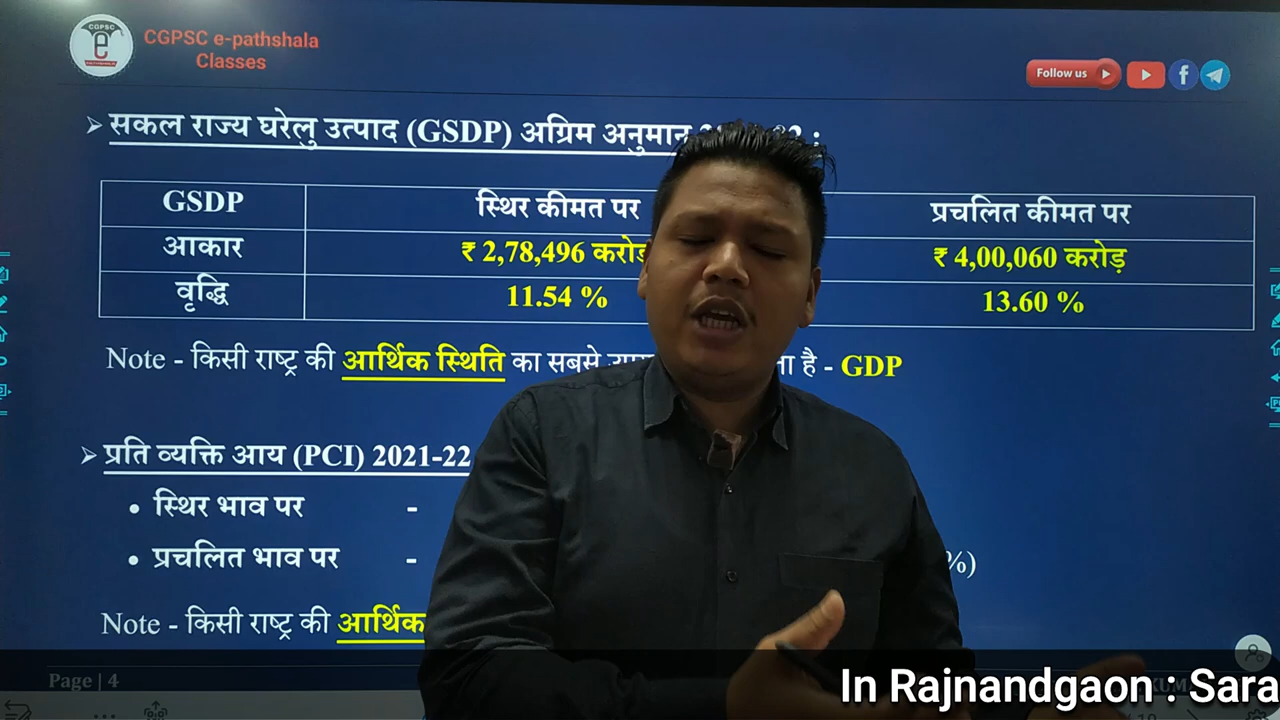 CGPSC
e
CGPSC e-pathshala
Classes
Follow us
➤ सकल राज्य घरेलु उत्पाद (GSDP) अग्रिम अनुमान :
GSDP स्थिर कीमत पर प्रचलित कीमत पर
आकार ₹ 2,78,496 करोड़ ₹ 4,00,060 करोड़
वृद्धि 11.54 % 13.60 %
Note - किसी राष्ट्र की आर्थिक स्थिति का सबसे है - GDP
➤ प्रति व्यक्ति आय (PCI) 2021-22
• स्थिर भाव पर -
• प्रचलित भाव पर - %)
Note - किसी राष्ट्र की आर्थिक
Page | 4
In Rajnandgaon : Sara